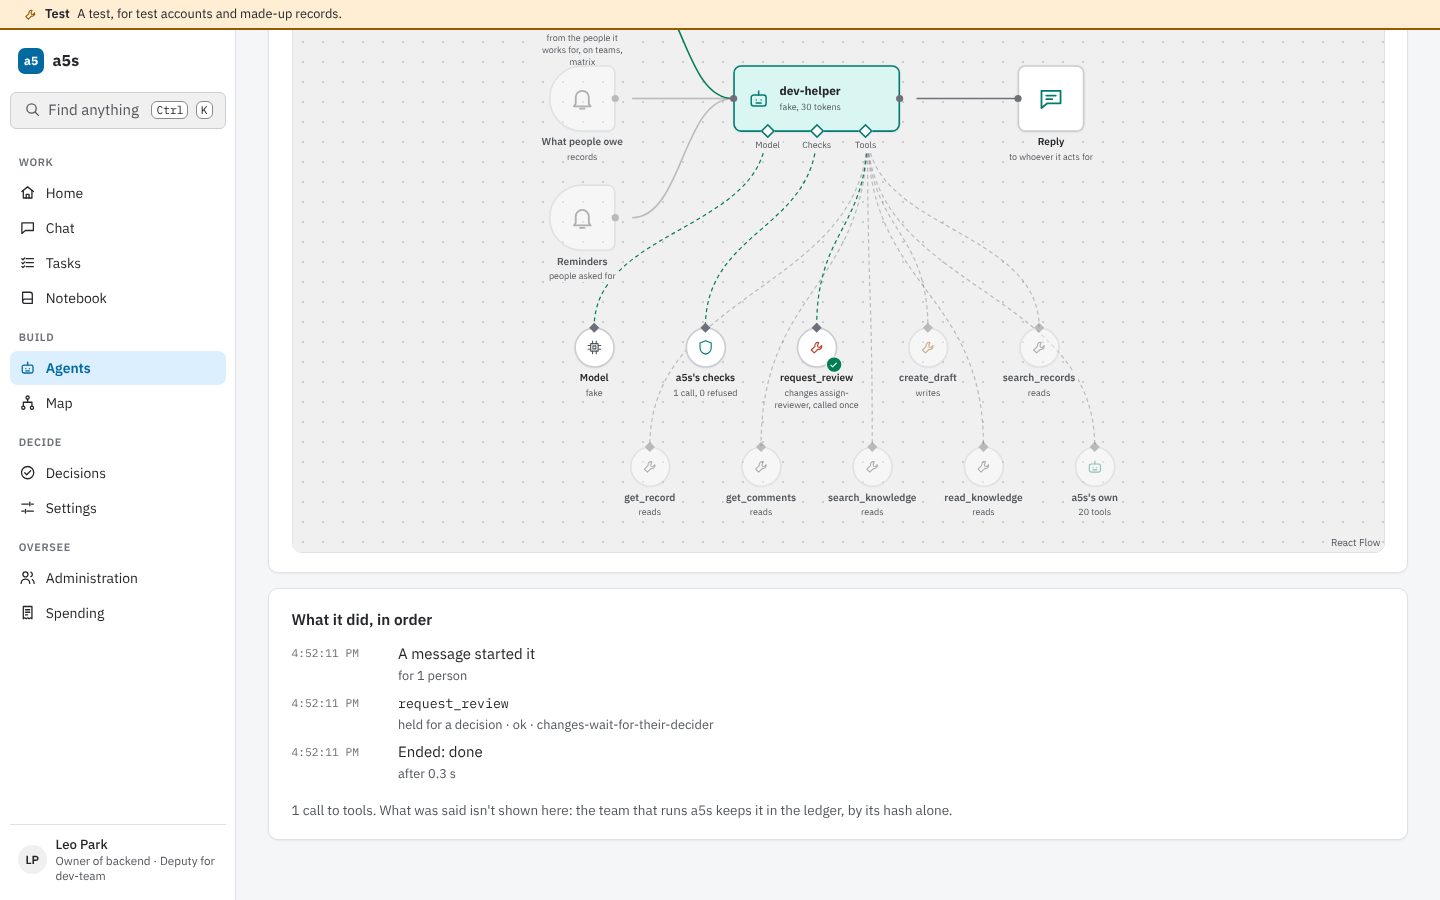 Test A test, for test accounts and made-up records.
a5 a5s
Find anything Ctrl K
WORK
Home
Chat
Tasks
Notebook
BUILD
Agents
Map
DECIDE
Decisions
Settings
OVERSEE
Administration
Spending
LP
Leo Park
Owner of backend · Deputy for
dev-team
from the people it
works for, on teams,
matrix
What people owe
records
Reminders
people asked for
dev-helper
fake, 30 tokens
Model Checks Tools
Reply
to whoever it acts for
Model
fake
a5s's checks
1 call, 0 refused
request_review
changes assign-
reviewer, called once
create_draft
writes
search_records
reads
get_record
reads
get_comments
reads
search_knowledge
reads
read_knowledge
reads
a5s's own
20 tools
React Flow
What it did, in order
4:52:11 PM A message started it
for 1 person
4:52:11 PM request_review
held for a decision · ok · changes-wait-for-their-decider
4:52:11 PM Ended: done
after 0.3 s
1 call to tools. What was said isn't shown here: the team that runs a5s keeps it in the ledger, by its hash alone.